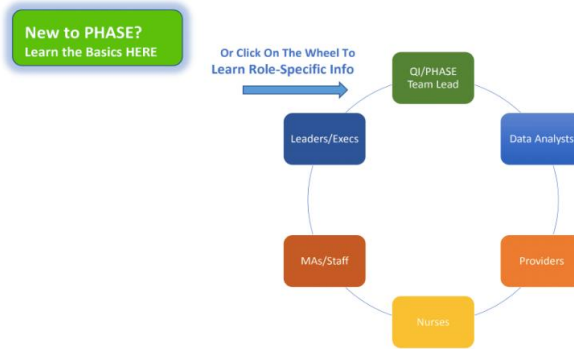 New to PHASE?
Learn the Basics HERE
Or Click On The Wheel To
Learn Role-Specific Info
QI/PHASE
Team Lead
Leaders/Execs
Data Analysts
MAs/Staff
Providers
Nurses